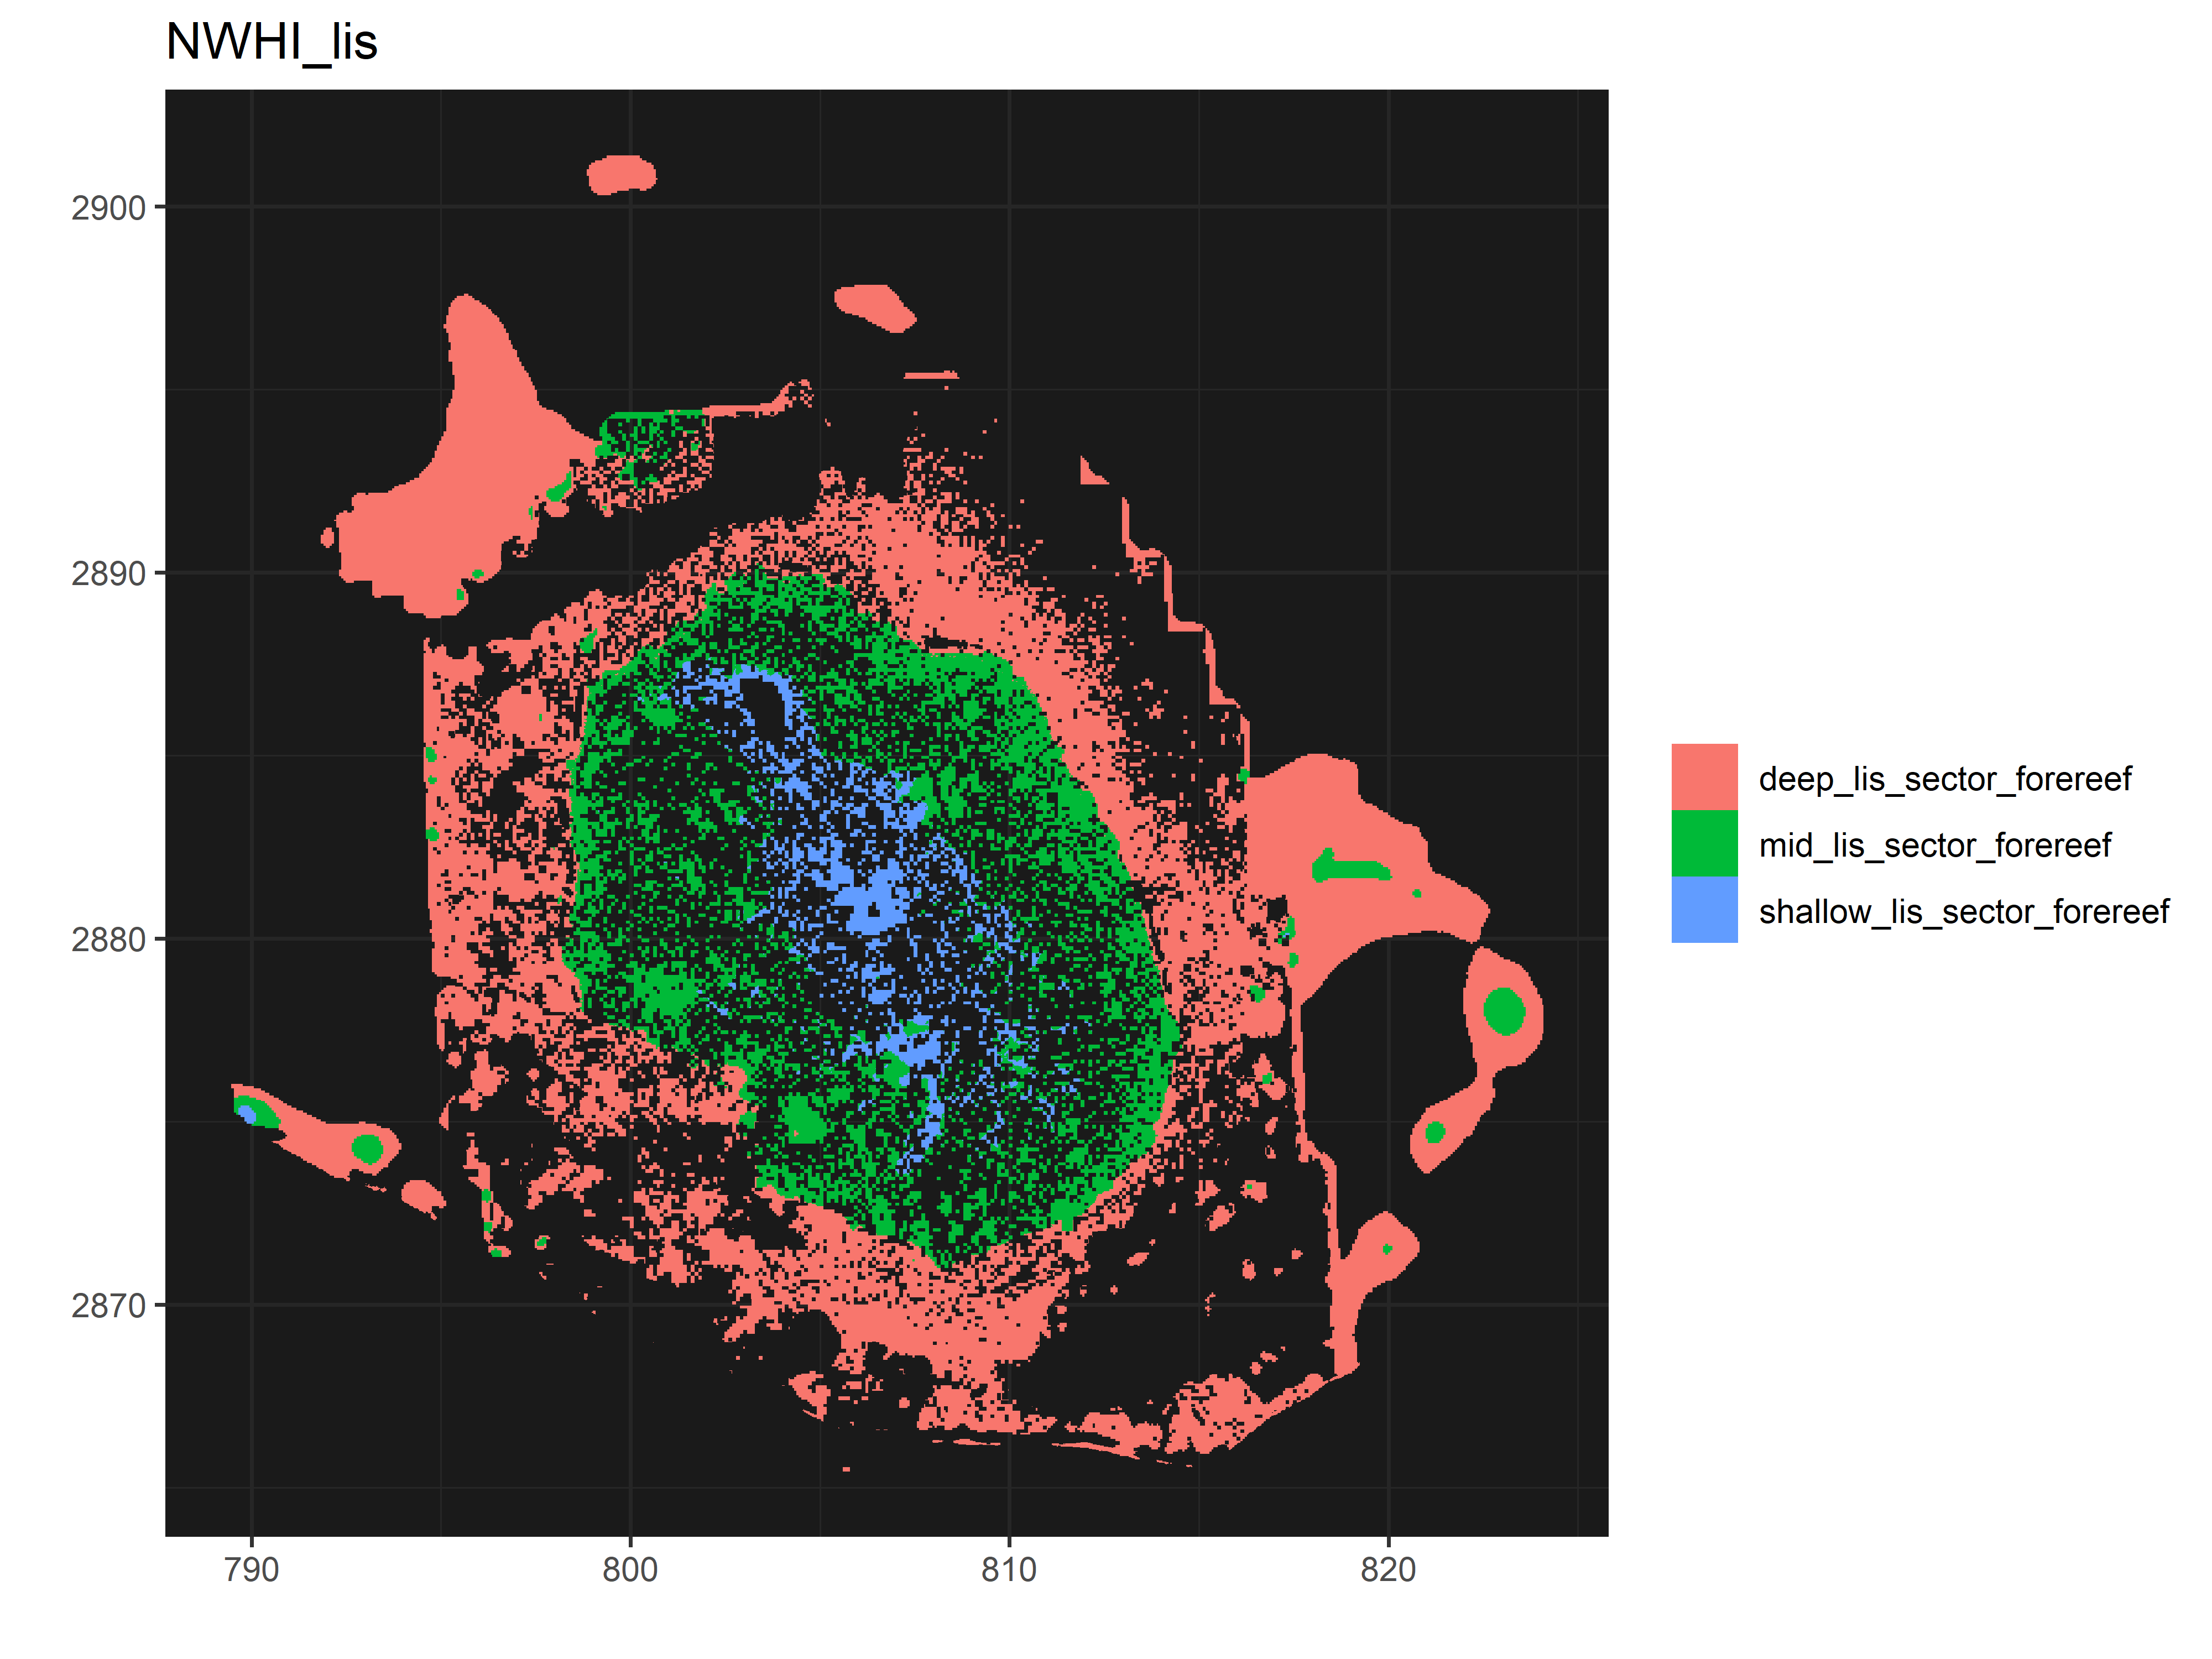 NWHI_lis
2900
2890
2880
2870
790 800 810 820
deep_lis_sector_forereef
mid_lis_sector_forereef
shallow_lis_sector_forereef